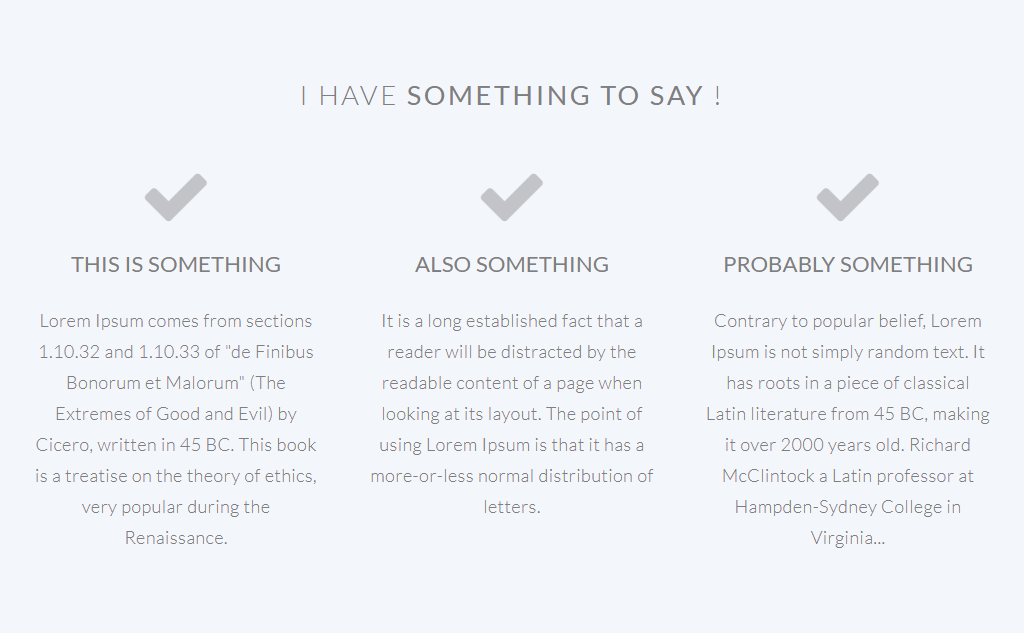 I HAVE SOMETHING TO SAY !
THIS IS SOMETHING
Lorem Ipsum comes from sections
1.10.32 and 1.10.33 of "de Finibus
Bonorum et Malorum" (The
Extremes of Good and Evil) by
Cicero, written in 45 BC. This book
is a treatise on the theory of ethics,
very popular during the
Renaissance.
ALSO SOMETHING
It is a long established fact that a
reader will be distracted by the
readable content of a page when
looking at its layout. The point of
using Lorem Ipsum is that it has a
more-or-less normal distribution of
letters.
PROBABLY SOMETHING
Contrary to popular belief, Lorem
Ipsum is not simply random text. It
has roots in a piece of classical
Latin literature from 45 BC, making
it over 2000 years old. Richard
McClintock a Latin professor at
Hampden-Sydney College in
Virginia...